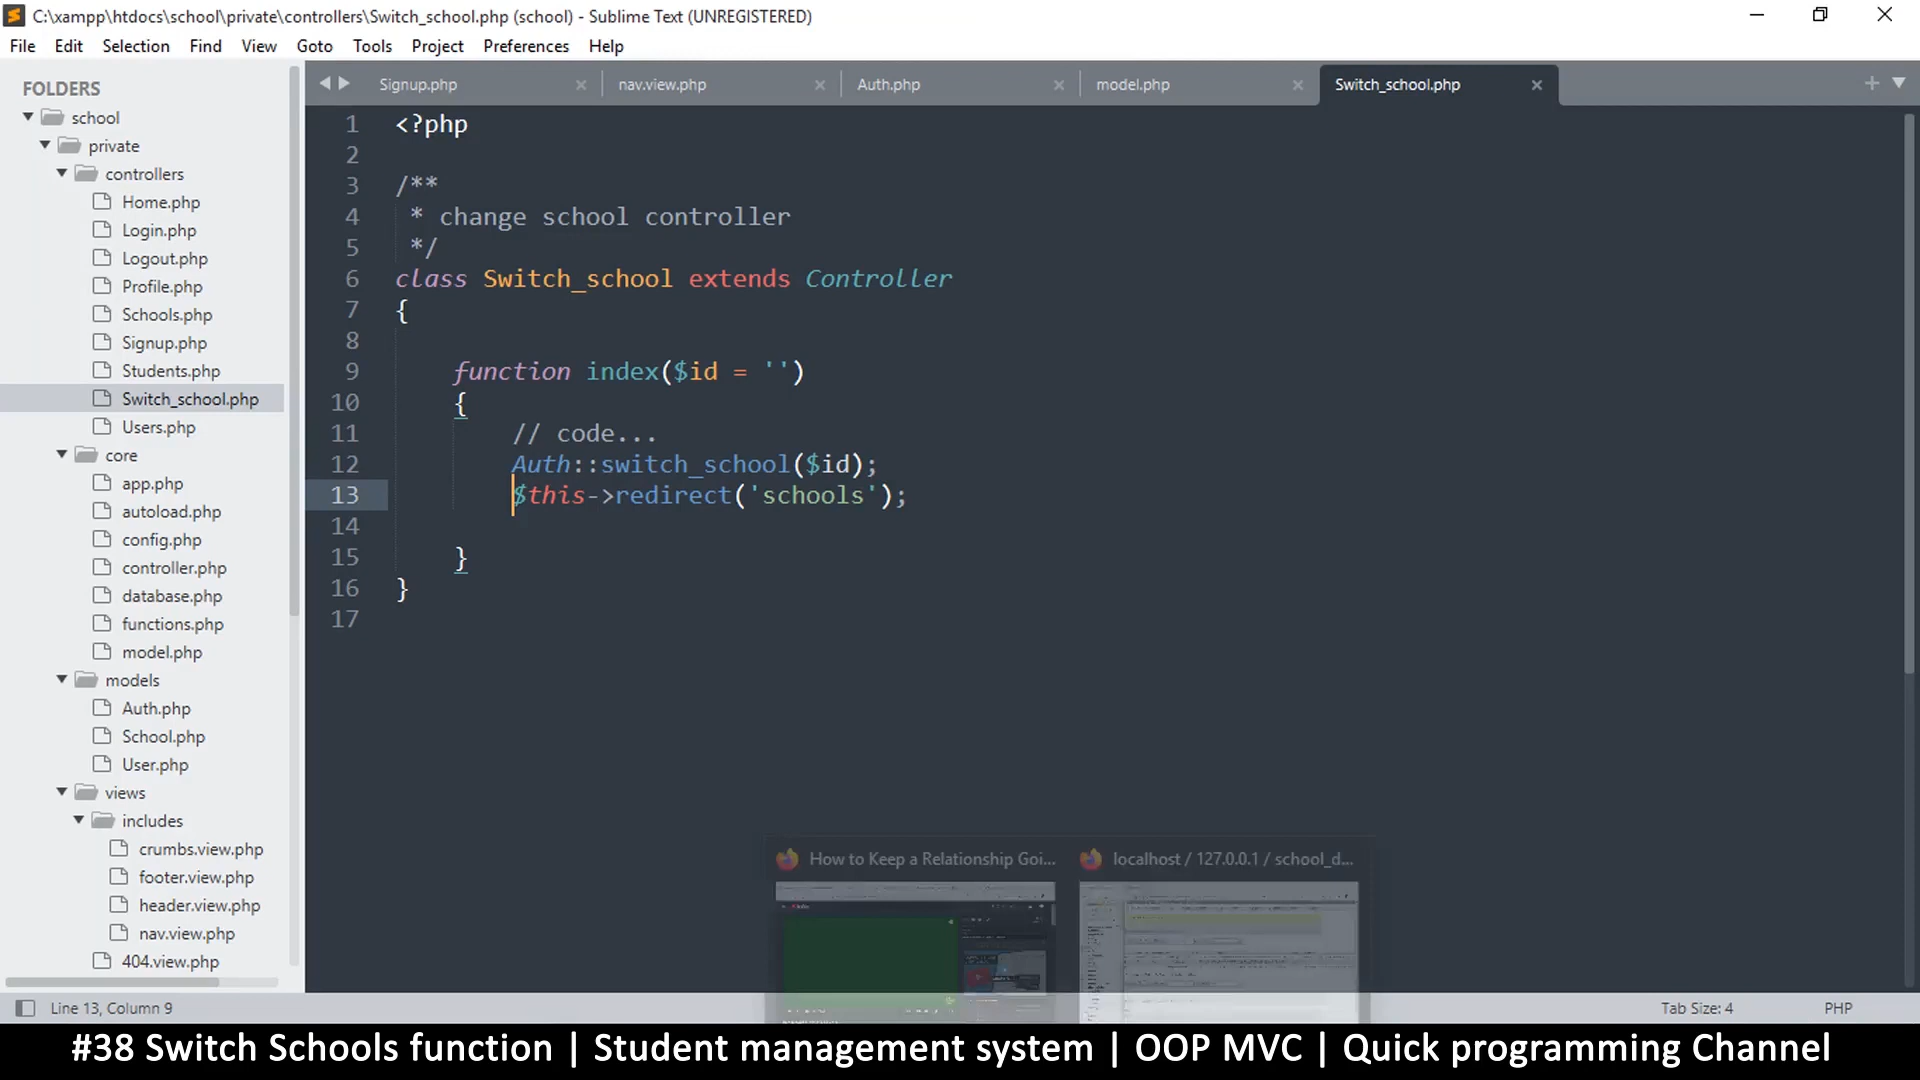 C:\xampp\htdocs\school\private\controllers\Switch_school.php (school) - Sublime Text (UNREGISTERED)
File Edit Selection Find View Goto Tools Project Preferences Help
FOLDERS
school
private
controllers
Home.php
Login.php
Logout.php
Profile.php
Schools.php
Signup.php
Students.php
Switch_school.php
Users.php
core
app.php
autoload.php
config.php
controller.php
database.php
functions.php
model.php
models
Auth.php
School.php
User.php
views
includes
crumbs.view.php
footer.view.php
header.view.php
nav.view.php
404.view.php
Signup.php nav.view.php Auth.php model.php Switch_school.php
1 <?php
2
3 /**
4 * change school controller
5 */
6 class Switch_school extends Controller
7 {
8
9 function index($id = '')
10 {
11 // code...
12 Auth::switch_school($id);
13 $this->redirect('schools');
14
15 }
16 }
17
How to Keep a Relationship Goi... localhost / 127.0.0.1 / school_d...
Line 13, Column 9 Tab Size: 4 PHP
#38 Switch Schools function | Student management system | OOP MVC | Quick programming Channel